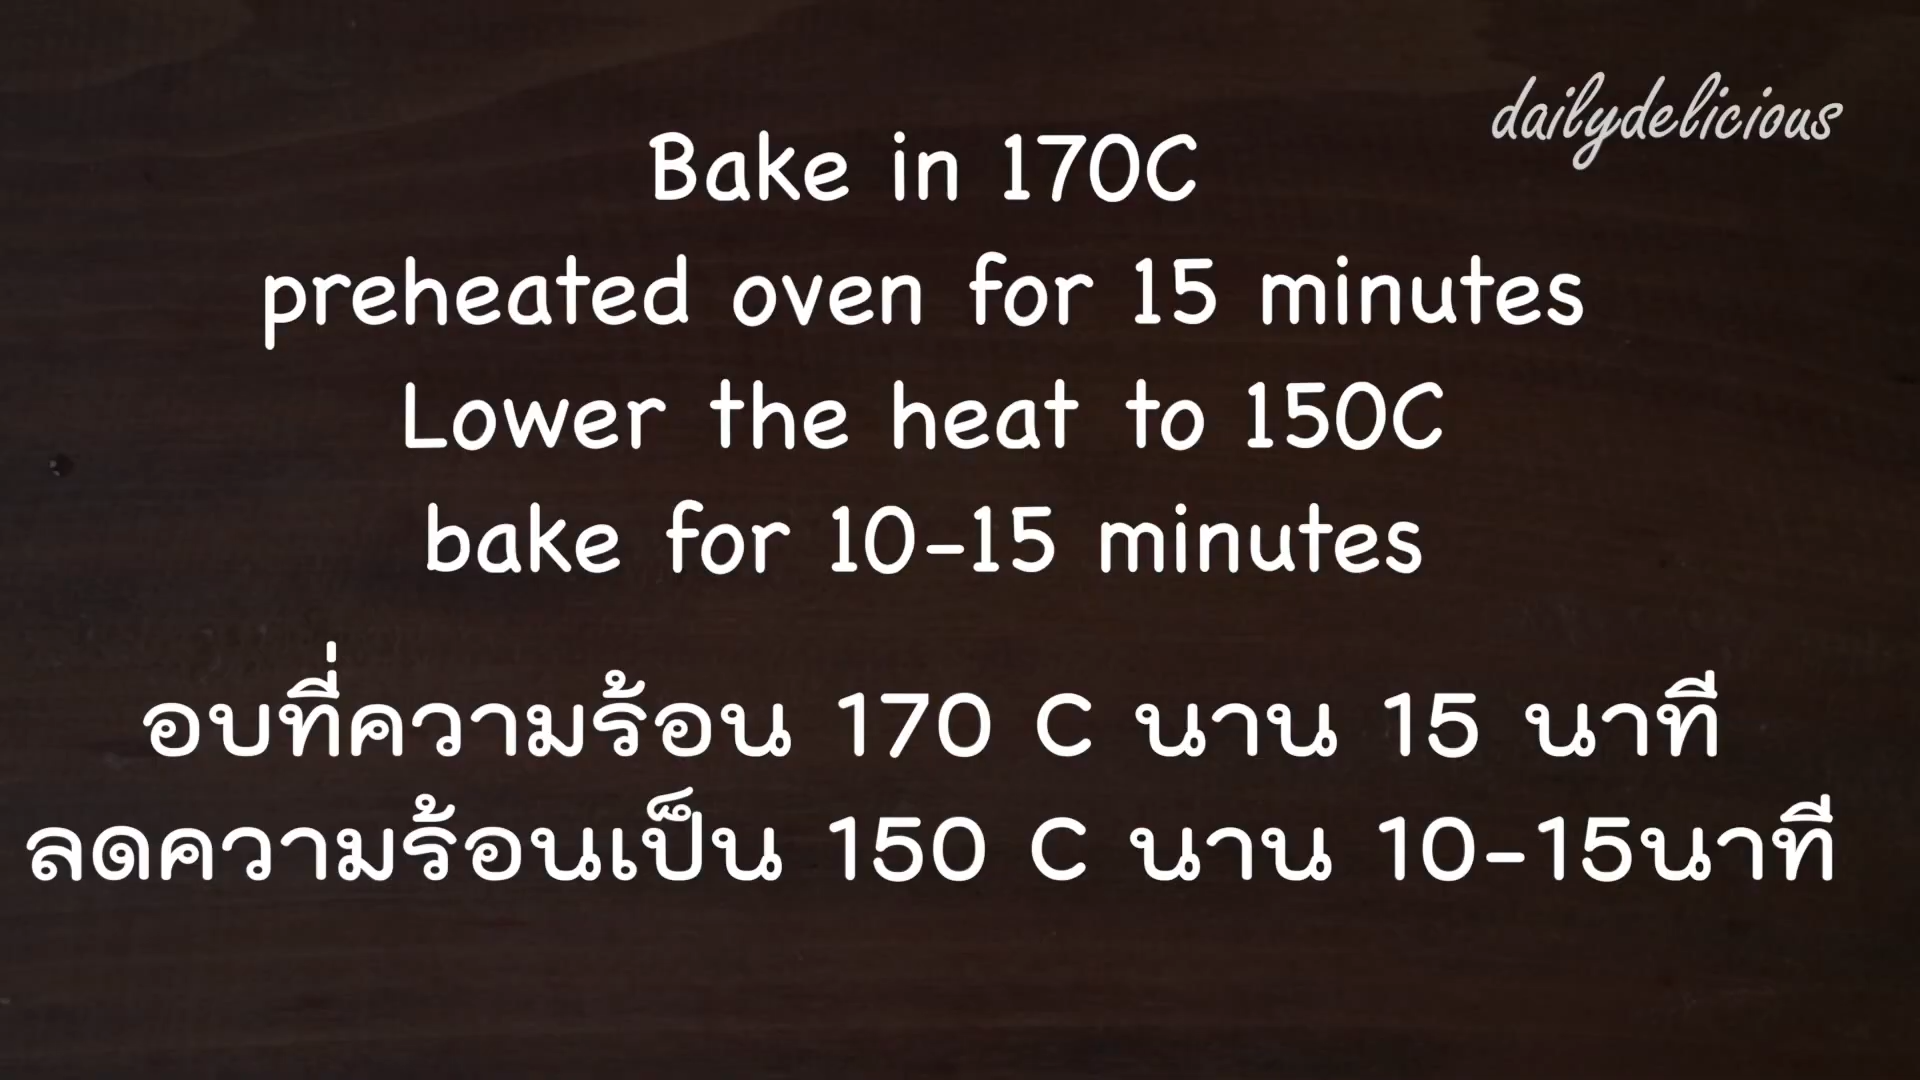 dailydelicious
Bake in 170C
preheated oven for 15 minutes
Lower the heat to 150C
bake for 10-15 minutes
อบที่ความร้อน 170 C นาน 15 นาที
ลดความร้อนเป็น 150 C นาน 10-15นาที